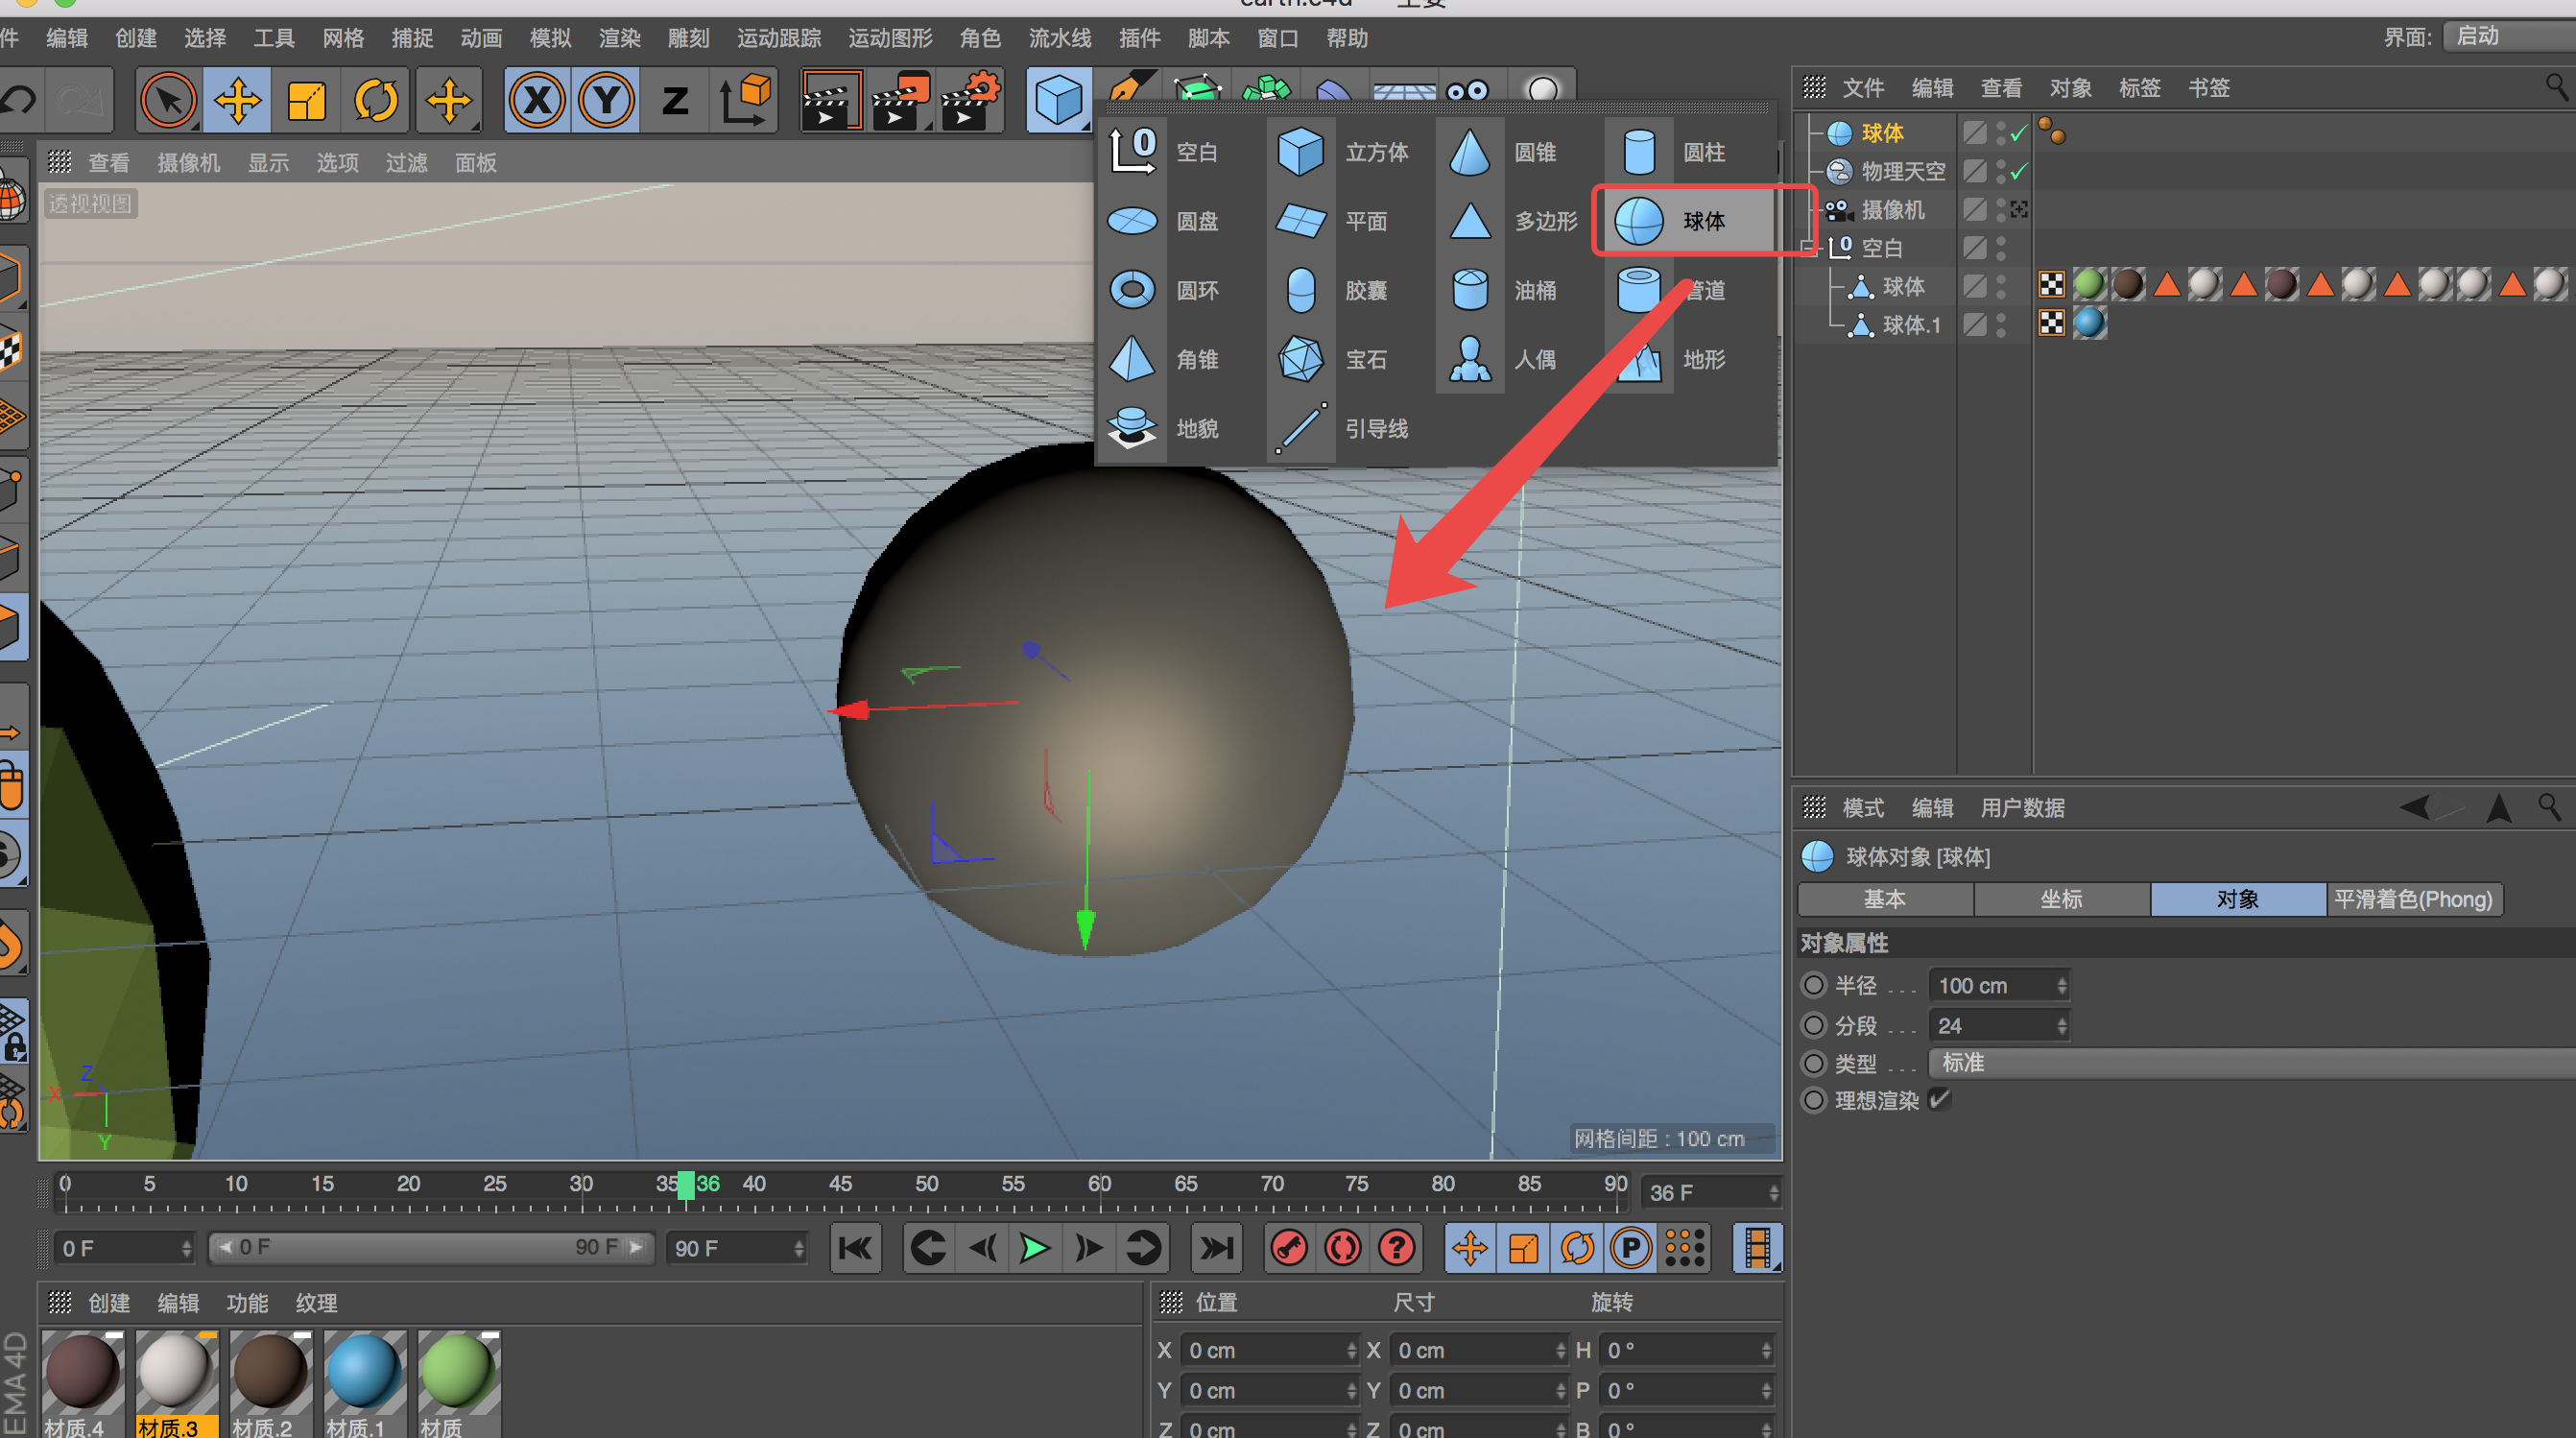 earth.c4d
件 编辑 创建 选择 工具 网格 捕捉 动画 模拟 渲染 雕刻 运动跟踪 运动图形 角色 流水线 插件 脚本 窗口 帮助
界面: 启动
X Y Z
文件 编辑 查看 对象 标签 书签
查看 摄像机 显示 选项 过滤 面板
透视视图
空白 立方体 圆锥 圆柱
圆盘 平面 多边形 球体
圆环 胶囊 油桶 管道
角锥 宝石 人偶 地形
地貌 引导线
球体
物理天空
摄像机
空白
球体
球体.1
模式 编辑 用户数据
球体对象 [球体]
基本 坐标 对象 平滑着色(Phong)
对象属性
半径 . . . 100 cm
分段 . . . 24
类型 . . . 标准
理想渲染
Z
X
Y
网格间距 : 100 cm
0 5 10 15 20 25 30 35 36 40 45 50 55 60 65 70 75 80 85 90
36 F
0 F
0 F 90 F
90 F
P
创建 编辑 功能 纹理
位置 尺寸 旋转
X 0 cm X 0 cm H 0 °
Y 0 cm Y 0 cm P 0 °
Z 0 cm Z 0 cm B 0 °
材质.4 材质.3 材质.2 材质.1 材质
EMA 4D